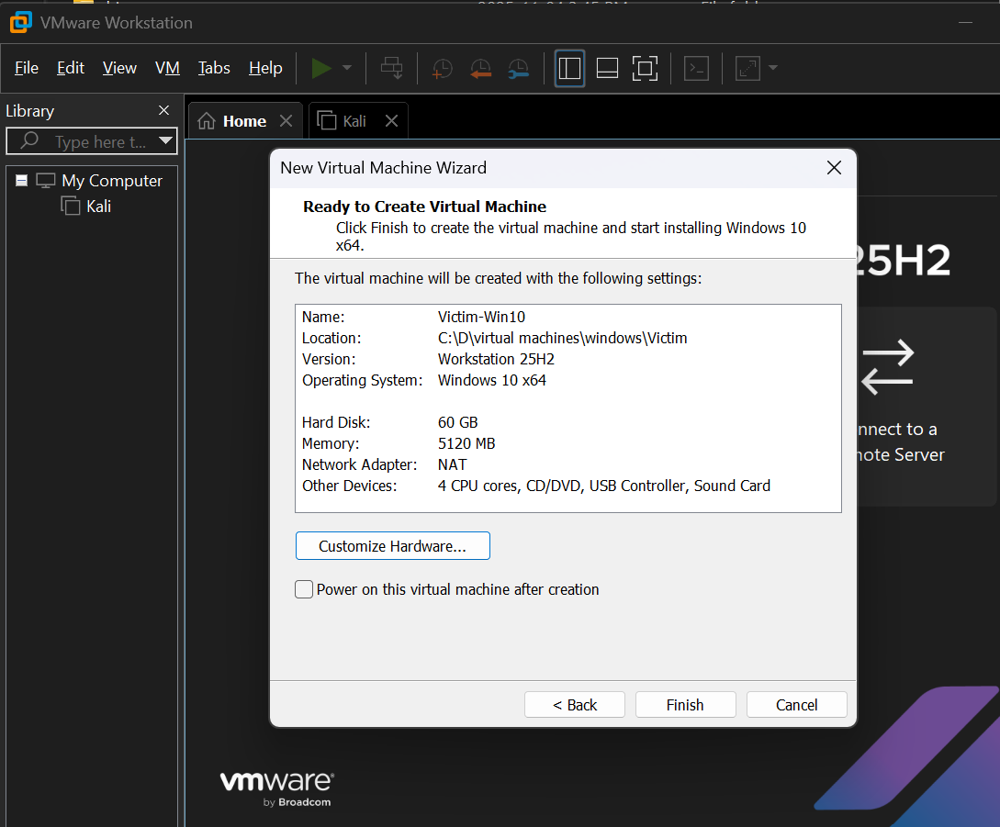 VMware Workstation
File Edit View VM Tabs Help
Library
Type here t...
My Computer
Kali
Home
Kali
New Virtual Machine Wizard
Ready to Create Virtual Machine
Click Finish to create the virtual machine and start installing Windows 10
x64.
The virtual machine will be created with the following settings:
Name: Victim-Win10
Location: C:\D\virtual machines\windows\Victim
Version: Workstation 25H2
Operating System: Windows 10 x64
Hard Disk: 60 GB
Memory: 5120 MB
Network Adapter: NAT
Other Devices: 4 CPU cores, CD/DVD, USB Controller, Sound Card
Customize Hardware...
Power on this virtual machine after creation
< Back Finish Cancel
25H2
nnect to a
note Server
vmware®
by Broadcom